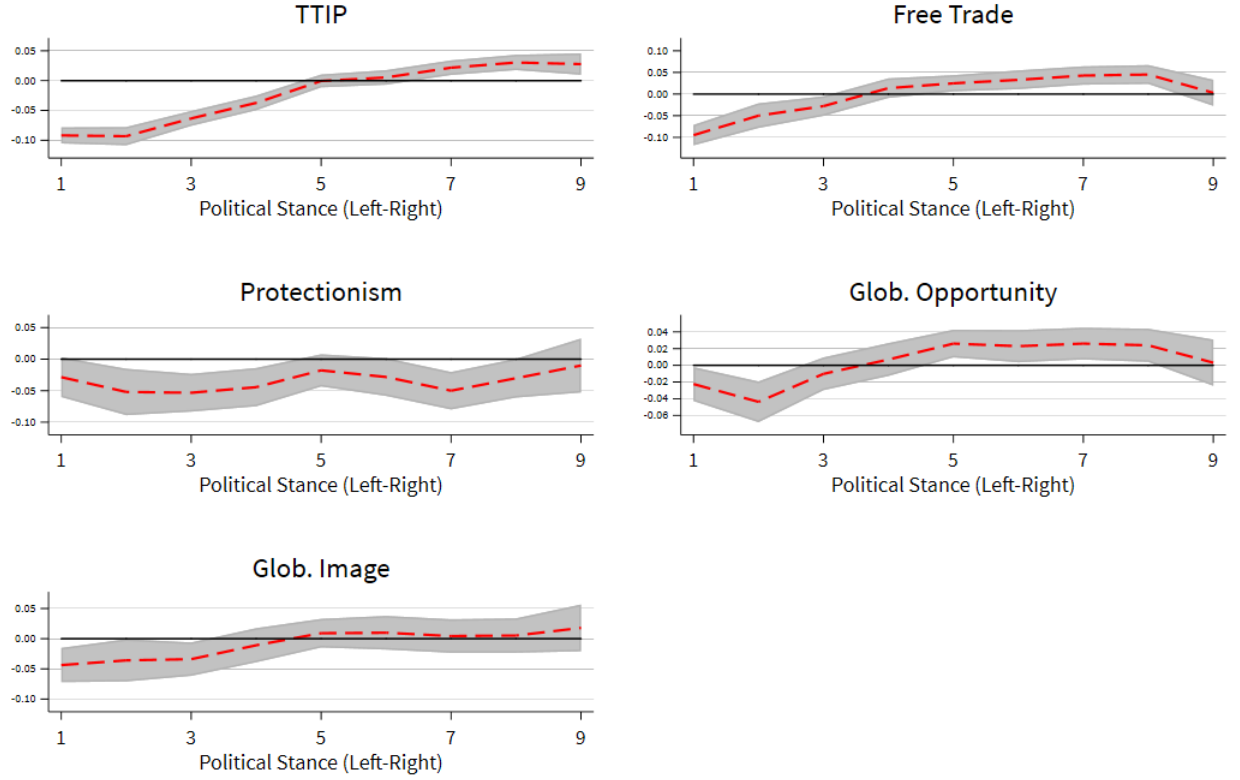 TTIP
0.05
0.00
-0.05
-0.10
1 3 5 7 9
Political Stance (Left-Right)
Free Trade
0.10
0.05
0.00
-0.05
-0.10
1 3 5 7 9
Political Stance (Left-Right)
Protectionism
0.05
0.00
-0.05
-0.10
1 3 5 7 9
Political Stance (Left-Right)
Glob. Opportunity
0.04
0.02
0.00
-0.02
-0.04
-0.06
1 3 5 7 9
Political Stance (Left-Right)
Glob. Image
0.05
0.00
-0.05
-0.10
1 3 5 7 9
Political Stance (Left-Right)